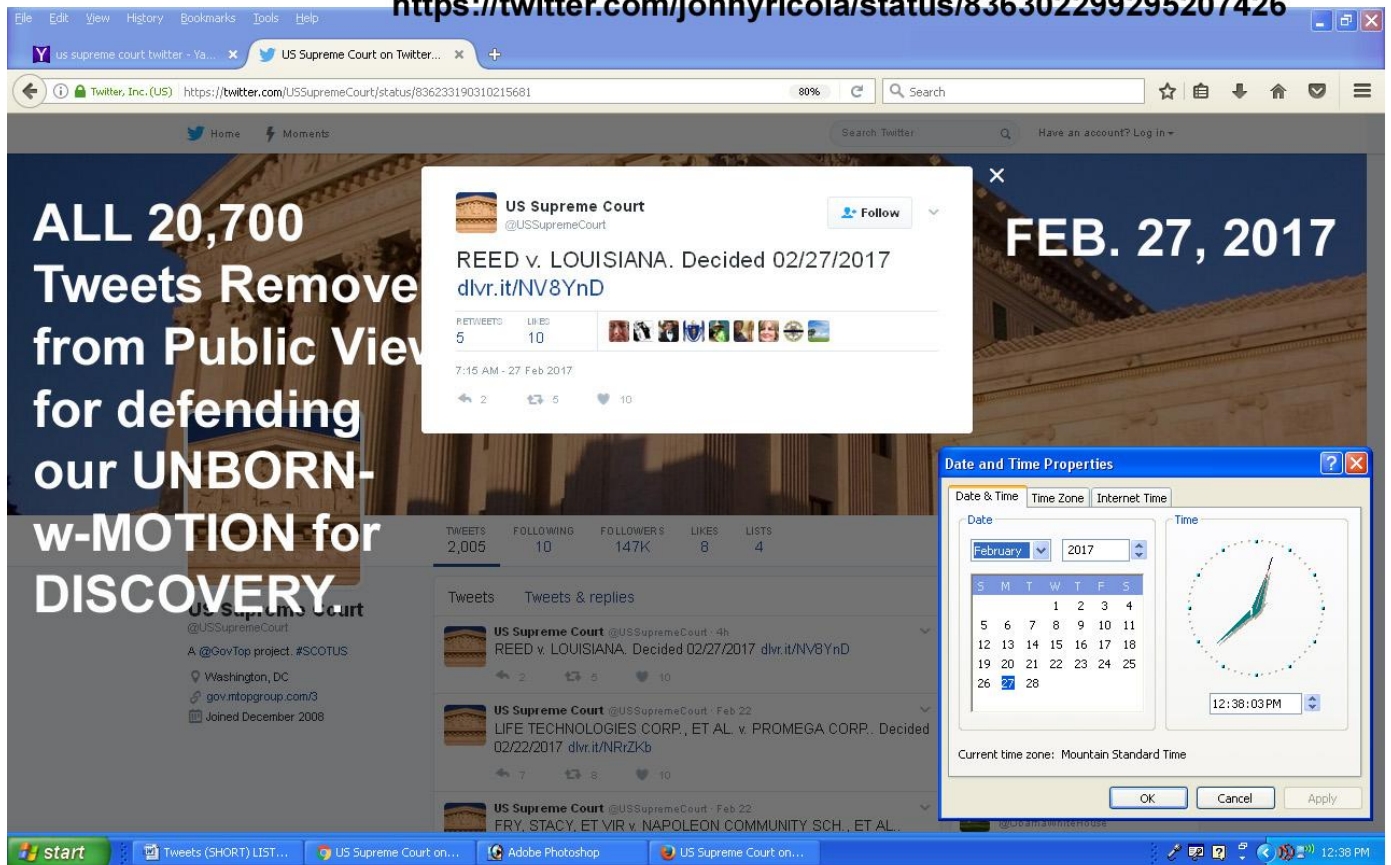 https://twitter.com/johnyricola/status/836302299295207426
File Edit View History Bookmarks Tools Help
us supreme court twitter - Ya...
US Supreme Court on Twitter...
Twitter, Inc. (US) https://twitter.com/USSupremeCourt/status/836233190310215681 80% Search
Home Moments Search Twitter Have an account? Log in
ALL 20,700
Tweets Remove
from Public View
for defending
our UNBORN-
w-MOTION for
DISCOVERY.
FEB. 27, 2017
US Supreme Court
@USSupremeCourt
Follow
REED v. LOUISIANA. Decided 02/27/2017
dlvr.it/NV8YnD
RETWEETS LIKES
5 10
7:15 AM - 27 Feb 2017
2 5 10
TWEETS FOLLOWING FOLLOWERS LIKES LISTS
2,005 10 147K 8 4
US Supreme Court
@USSupremeCourt
A @GovTop project. #SCOTUS
Washington, DC
gov.mtopgroup.com/3
Joined December 2008
Tweets Tweets & replies
US Supreme Court @USSupremeCourt · 4h
REED v. LOUISIANA. Decided 02/27/2017 dlvr.it/NV8YnD
2 5 10
US Supreme Court @USSupremeCourt · Feb 22
LIFE TECHNOLOGIES CORP., ET AL. v. PROMEGA CORP.. Decided
02/22/2017 dlvr.it/NRrZKb
7 8 10
US Supreme Court @USSupremeCourt · Feb 22
FRY, STACY, ET VIR v. NAPOLEON COMMUNITY SCH., ET AL..
@ObamaWhiteHouse
Date and Time Properties
Date & Time Time Zone Internet Time
Date
February 2017
S M T W T F S
1 2 3 4
5 6 7 8 9 10 11
12 13 14 15 16 17 18
19 20 21 22 23 24 25
26 27 28
Time
12:38:03 PM
Current time zone: Mountain Standard Time
OK Cancel Apply
start Tweets (SHORT) LIST... US Supreme Court on... Adobe Photoshop US Supreme Court on... 12:38 PM